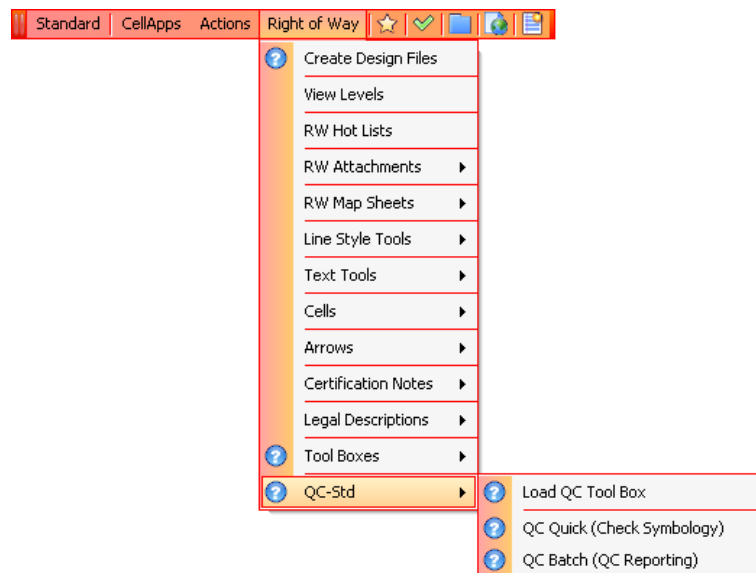 Standard CellApps Actions Right of Way
Create Design Files
View Levels
RW Hot Lists
RW Attachments
RW Map Sheets
Line Style Tools
Text Tools
Cells
Arrows
Certification Notes
Legal Descriptions
Tool Boxes
QC-Std
Load QC Tool Box
QC Quick (Check Symbology)
QC Batch (QC Reporting)